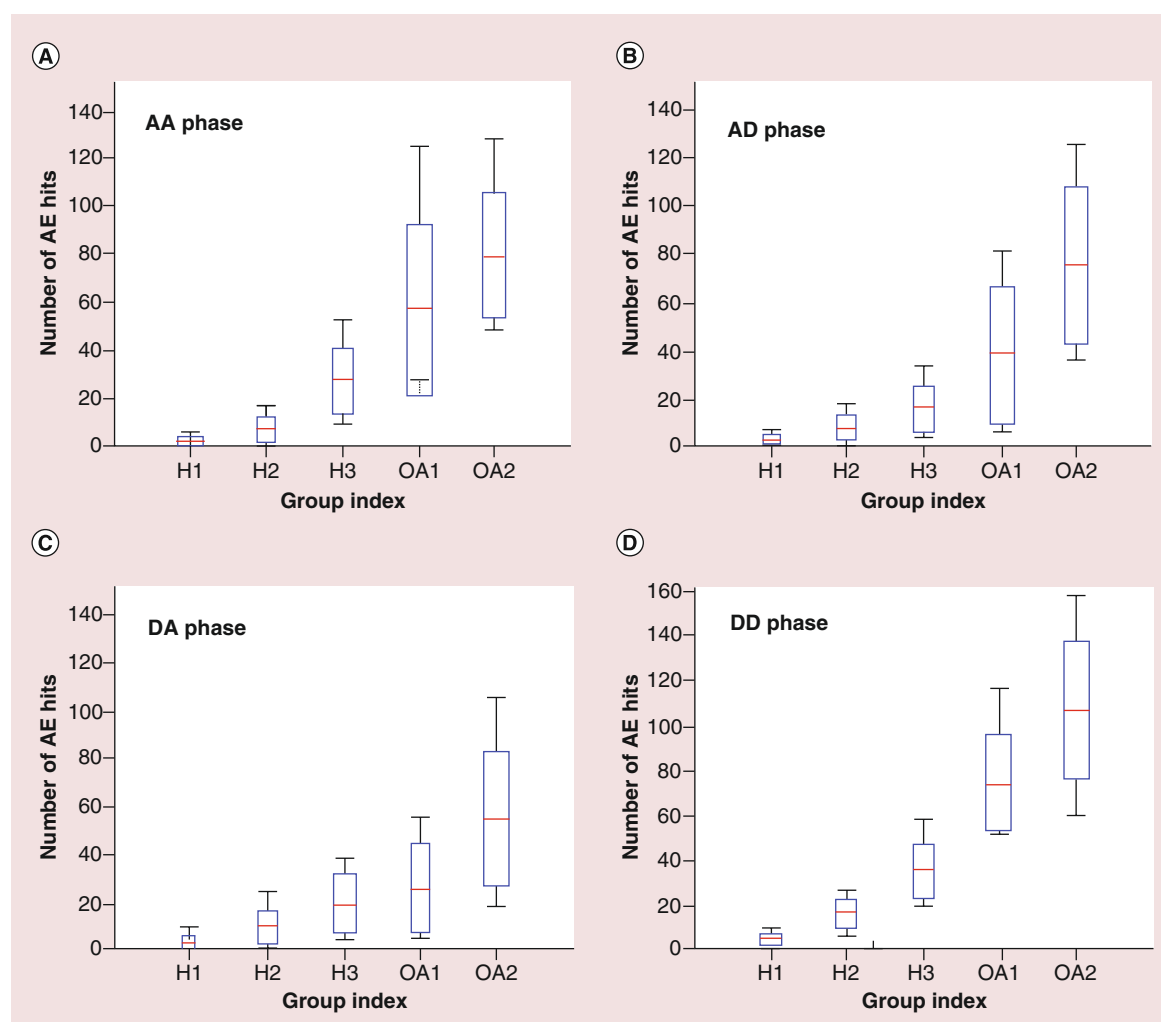 A
AA phase
Number of AE hits
140
120
100
80
60
40
20
0
H1 H2 H3 OA1 OA2
Group index
B
AD phase
Number of AE hits
140
120
100
80
60
40
20
0
H1 H2 H3 OA1 OA2
Group index
C
DA phase
Number of AE hits
140
120
100
80
60
40
20
0
H1 H2 H3 OA1 OA2
Group index
D
DD phase
Number of AE hits
160
140
120
100
80
60
40
20
0
H1 H2 H3 OA1 OA2
Group index